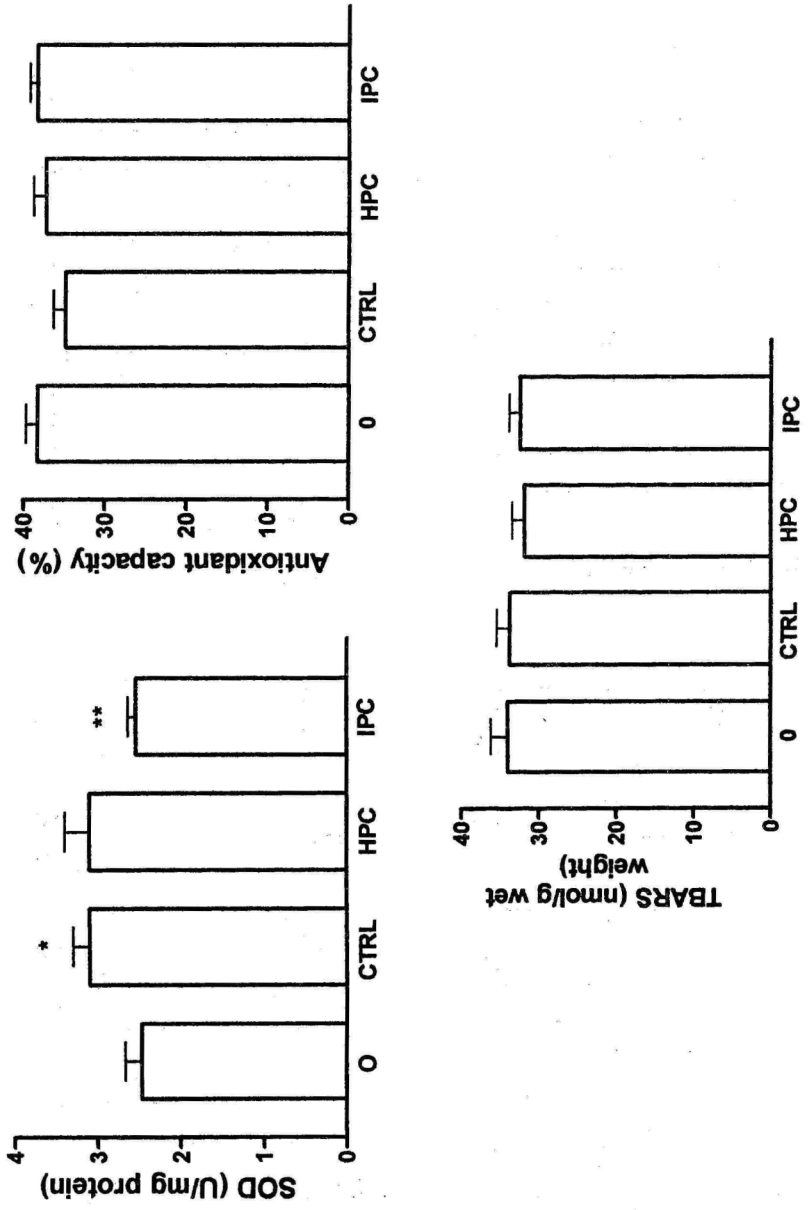 SOD (U/mg protein)
4
3
2
1
0
*
**
O CTRL HPC IPC
Antioxidant capacity (%)
40
30
20
10
0
0 CTRL HPC IPC
TBARS (nmol/g wet
weight)
40
30
20
10
0
0 CTRL HPC IPC